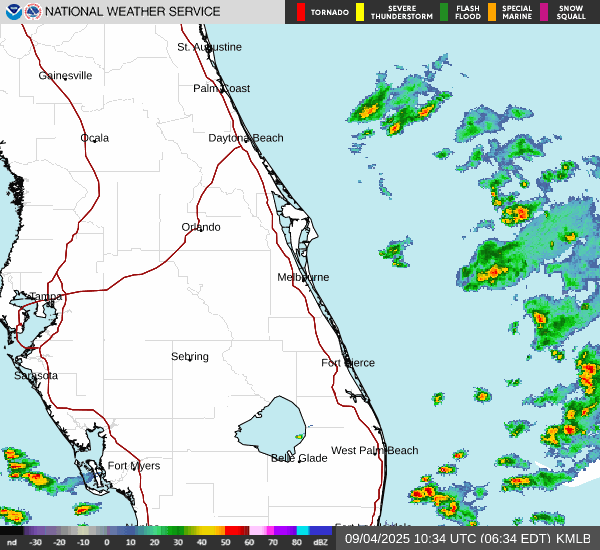 NATIONAL WEATHER SERVICE
TORNADO
SEVERE THUNDERSTORM
FLASH FLOOD
SPECIAL MARINE
SNOW SQUALL
St. Augustine
Gainesville
Palm Coast
Ocala
Daytona Beach
Orlando
Melbourne
Tampa
Sebring
Fort Pierce
Sarasota
West Palm Beach
Belle Glade
Fort Myers
nd -30 -20 -10 0 10 20 30 40 50 60 70 80 dBZ
09/04/2025 10:34 UTC (06:34 EDT) KMLB